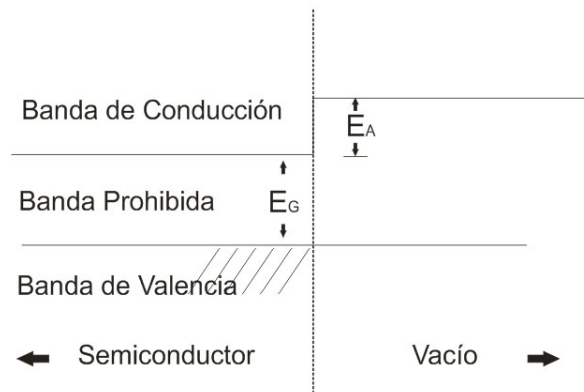 Banda de Conducción
EA
Banda Prohibida
EG
Banda de Valencia
Semiconductor
Vacío